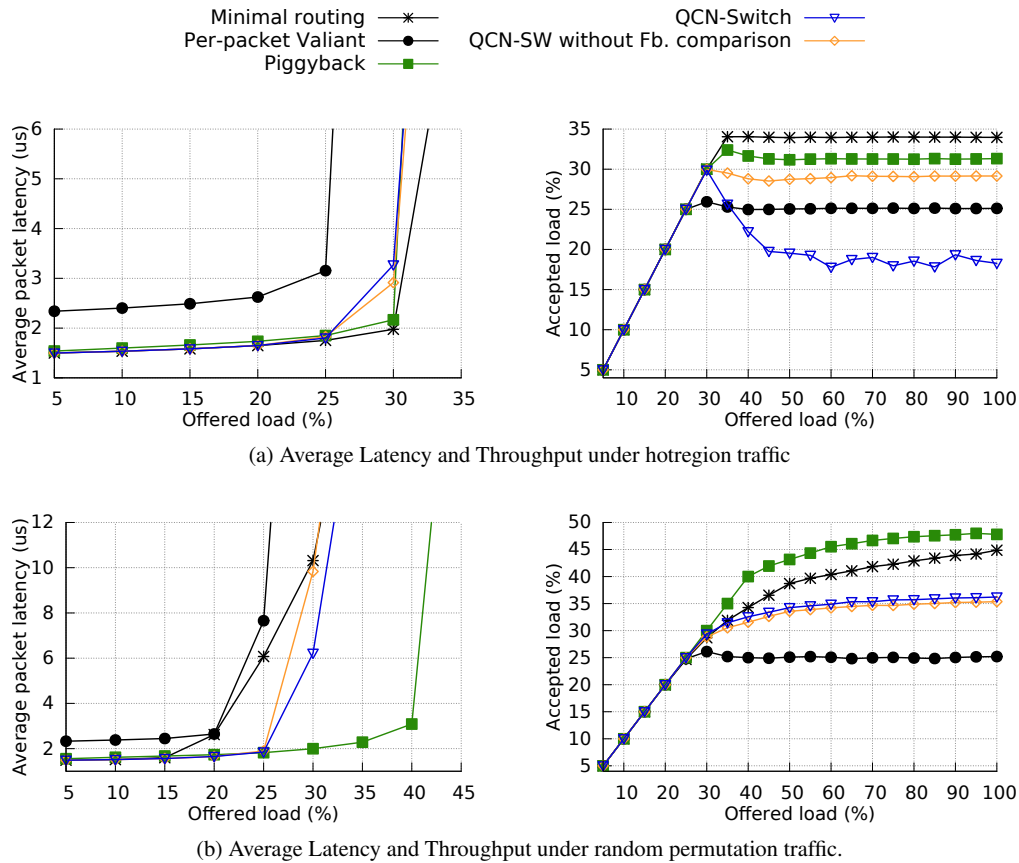 Minimal routing
Per-packet Valiant
Piggyback
QCN-Switch
QCN-SW without Fb. comparison
Average packet latency (us)
6
5
4
3
2
1
5 10 15 20 25 30 35
Offered load (%)
Accepted load (%)
35
30
25
20
15
10
5
10 20 30 40 50 60 70 80 90 100
Offered load (%)
(a) Average Latency and Throughput under hotregion traffic
Average packet latency (us)
12
10
8
6
4
2
5 10 15 20 25 30 35 40 45
Offered load (%)
Accepted load (%)
50
45
40
35
30
25
20
15
10
5
10 20 30 40 50 60 70 80 90 100
Offered load (%)
(b) Average Latency and Throughput under random permutation traffic.